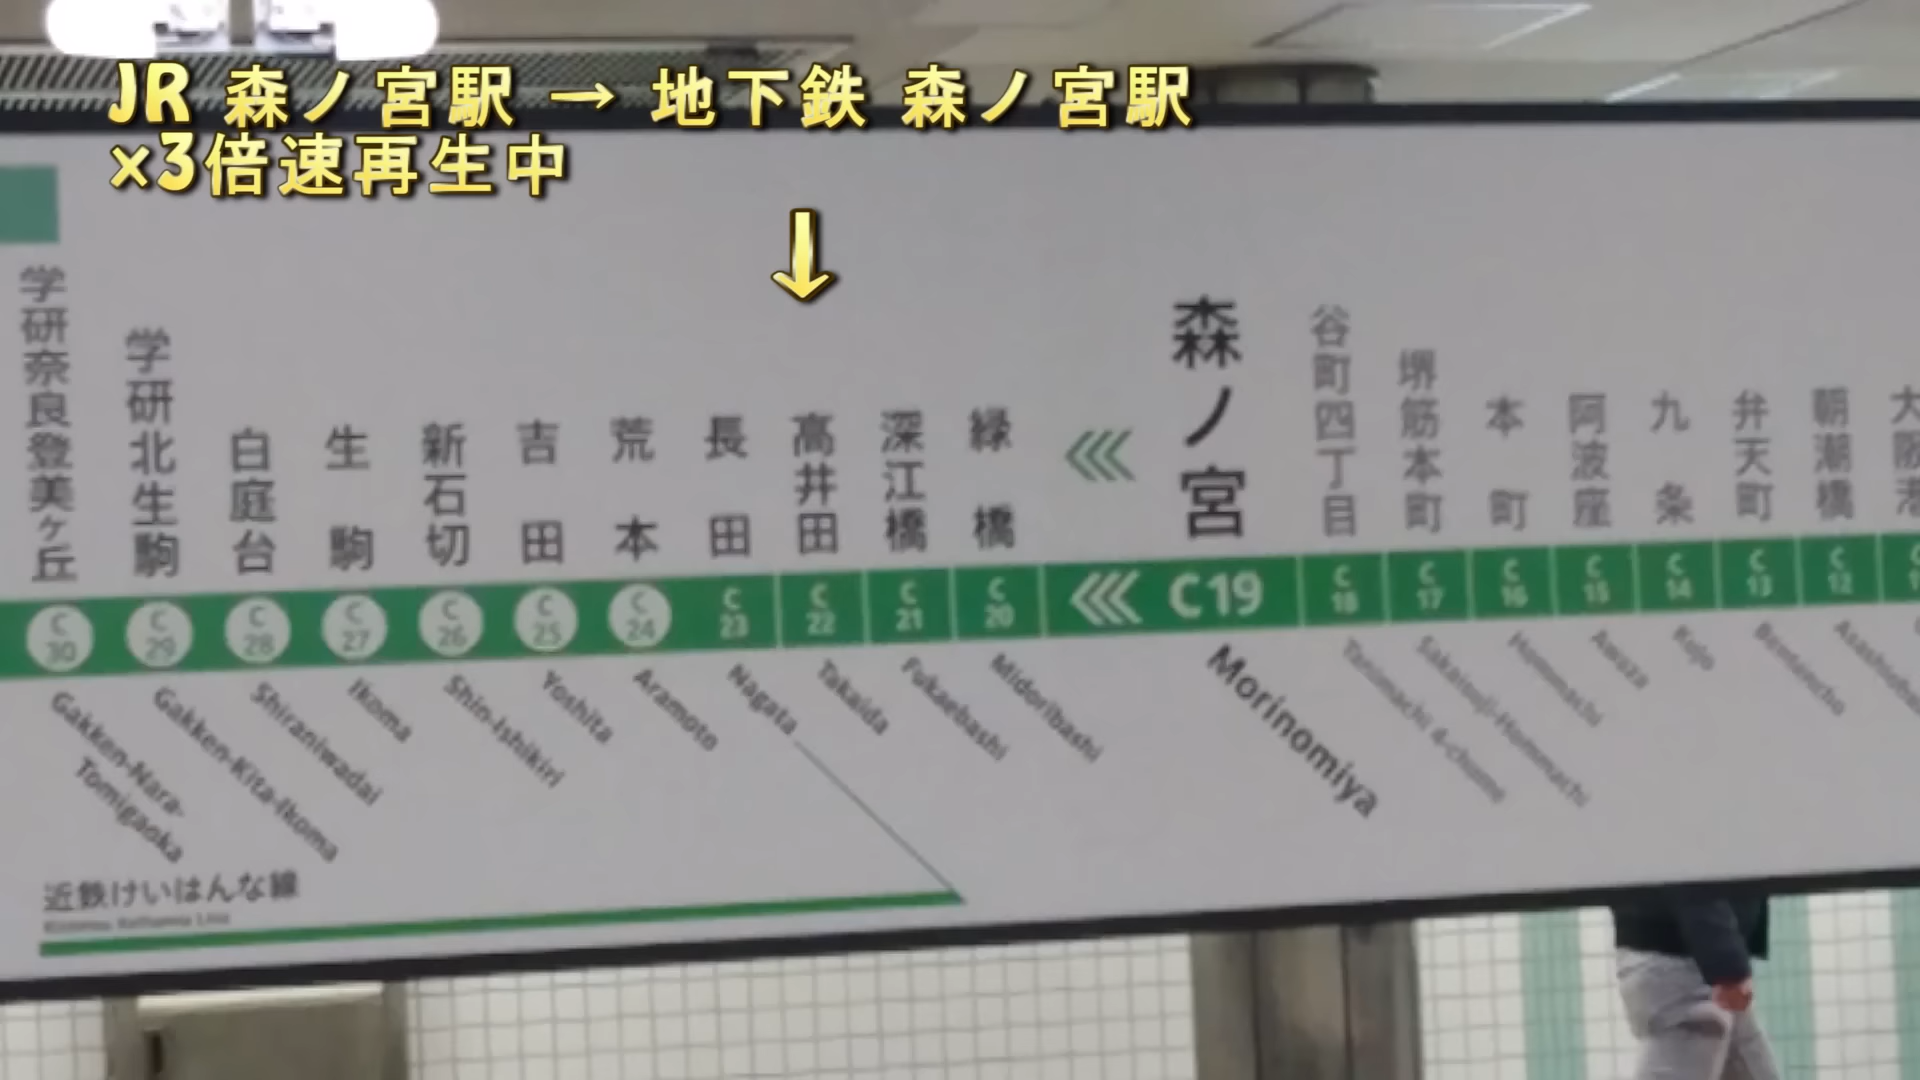 JR 森ノ宮駅 → 地下鉄 森ノ宮駅
×3倍速再生中
↓
学研奈良登美ヶ丘
学研北生駒
白庭台
生駒
新石切
吉田
荒本
長田
高井田
深江橋
緑橋
森ノ宮
谷町四丁目
堺筋本町
本町
阿波座
九条
弁天町
朝潮橋
大阪港
C30
C29
C28
C27
C26
C25
C24
C23
C22
C21
C20
C19
C18
C17
C16
C15
C14
C13
C12
Gakken-Nara-Tomigaoka
Gakken-Kita-Ikoma
Shiraniwadai
Ikoma
Shin-Ishikiri
Yoshita
Aramoto
Nagata
Takaida
Fukaebashi
Midoribashi
Morinomiya
Tanimachi 4-chome
Sakaisuji-Hommachi
Hommachi
Awaza
Kujo
Bentencho
近鉄けいはんな線
Kintetsu Keihanna Line